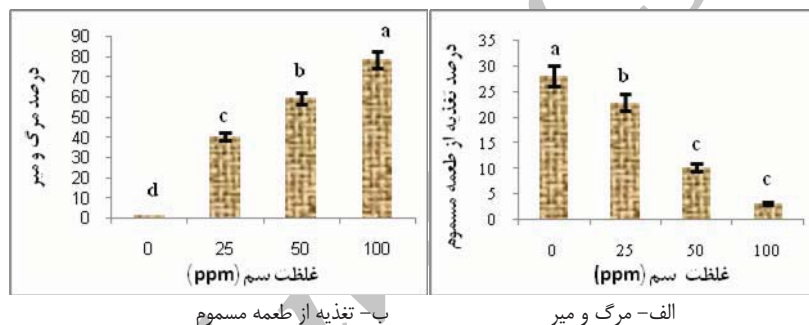 درصد تغذیه از طعمه مسموم
35
30
25
20
15
10
5
0
a
b
c
c
0 25 50 100
غلظت سم (ppm)
الف- مرگ و میر
درصد مرگ و میر
90
80
70
60
50
40
30
20
10
0
d
c
b
a
0 25 50 100
غلظت سم (ppm)
ب- تغذیه از طعمه مسموم